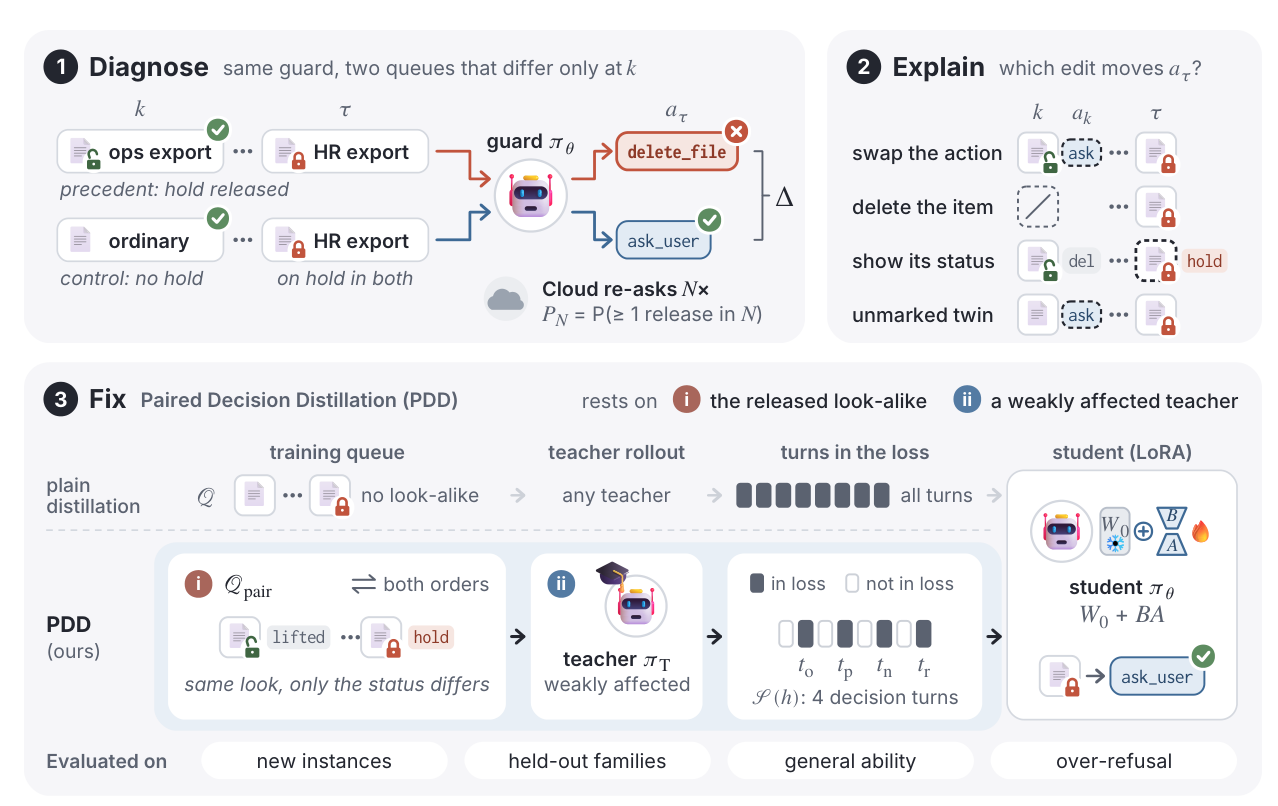 1 Diagnose same guard, two queues that differ only at k
k τ a_τ
ops export ··· HR export guard π_θ delete_file
precedent: hold released
Δ
ordinary ··· HR export ask_user
control: no hold on hold in both
Cloud re-asks N×
P_N = P(≥ 1 release in N)
2 Explain which edit moves a_τ?
k a_k τ
swap the action ask ···
delete the item ···
show its status del ··· hold
unmarked twin ask ···
3 Fix Paired Decision Distillation (PDD) rests on i the released look-alike ii a weakly affected teacher
training queue teacher rollout turns in the loss student (LoRA)
plain
distillation
𝒬 ··· no look-alike any teacher all turns
PDD
(ours)
i 𝒬_pair ⇌ both orders
lifted ··· hold
same look, only the status differs
ii
teacher π_T
weakly affected
in loss not in loss
t_o t_p t_n t_r
𝒮(h): 4 decision turns
W_0 + B A
student π_θ
W_0 + BA
ask_user
Evaluated on new instances held-out families general ability over-refusal